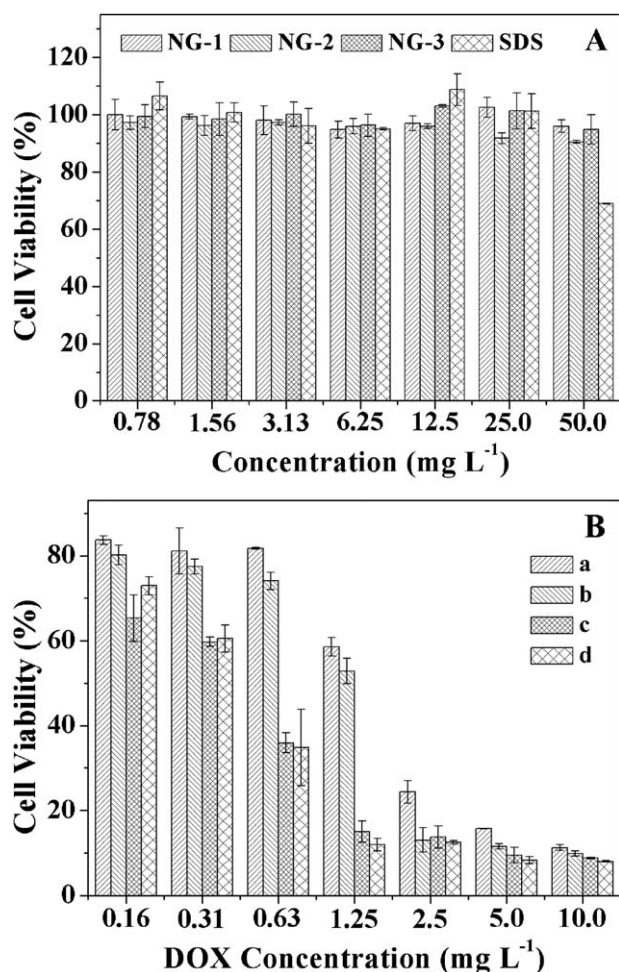 NG-1 NG-2 NG-3 SDS A
120
100
80
60
40
20
0
Cell Viability (%)
0.78 1.56 3.13 6.25 12.5 25.0 50.0
Concentration (mg L⁻¹)
B
80
60
40
20
0
Cell Viability (%)
a
b
c
d
0.16 0.31 0.63 1.25 2.5 5.0 10.0
DOX Concentration (mg L⁻¹)